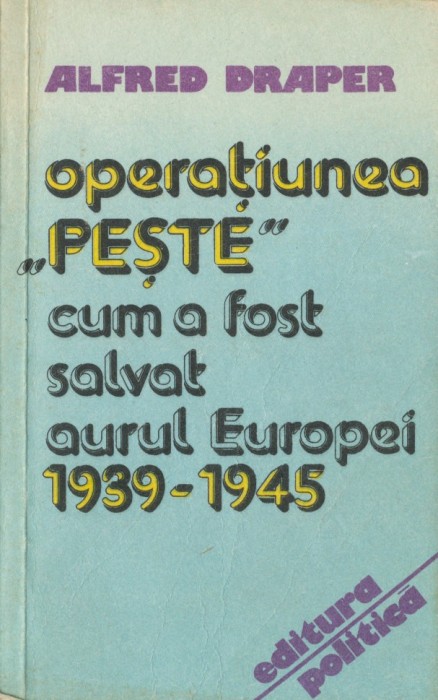 ALFRED DRAPER
operațiunea
„PEȘTE”
cum a fost
salvat
aurul Europei
1939-1945
editura
politică